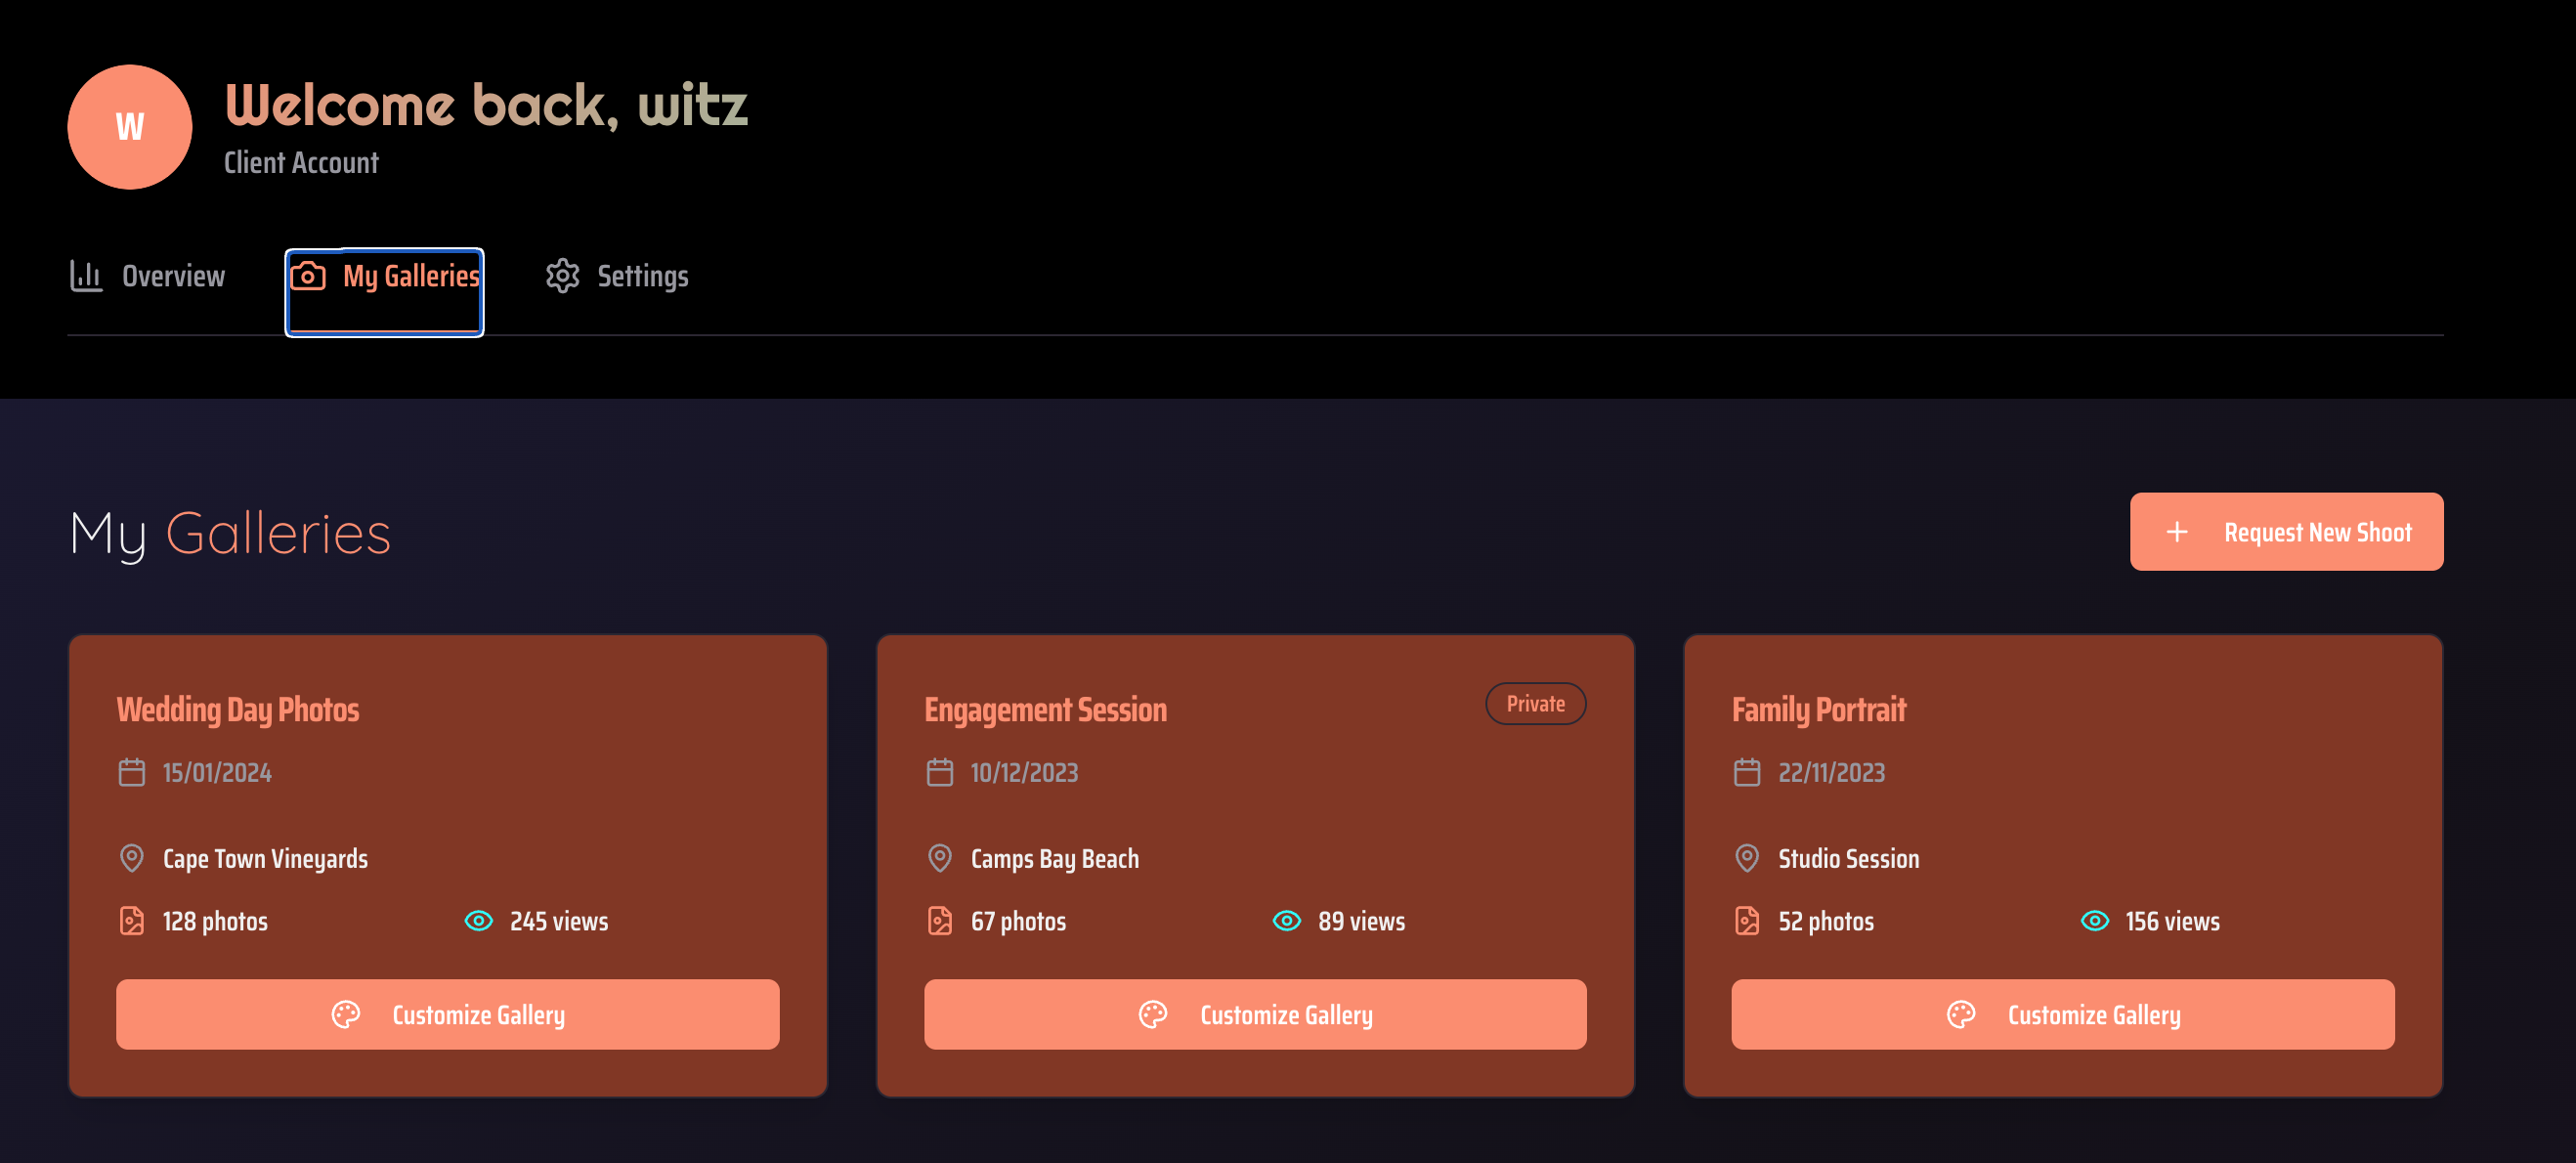 W
Welcome back, witz
Client Account
Overview
My Galleries
Settings
My Galleries
Request New Shoot
Wedding Day Photos
15/01/2024
Cape Town Vineyards
128 photos
245 views
Customize Gallery
Engagement Session
Private
10/12/2023
Camps Bay Beach
67 photos
89 views
Customize Gallery
Family Portrait
22/11/2023
Studio Session
52 photos
156 views
Customize Gallery